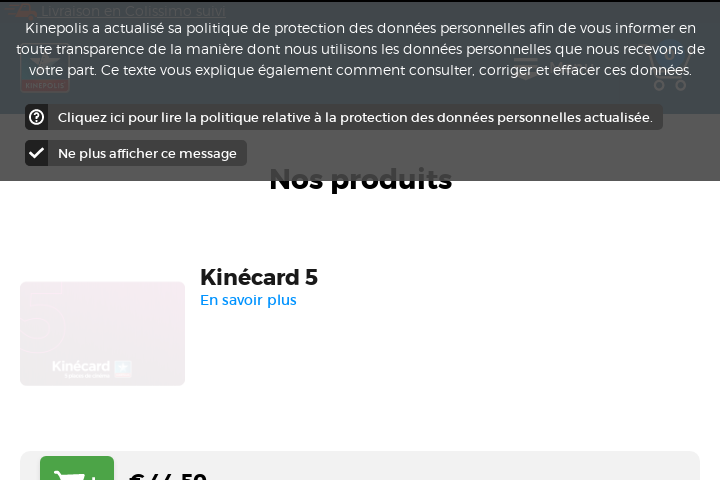 Livraison en Colissimo suivi
Kinepolis a actualisé sa politique de protection des données personnelles afin de vous informer en
toute transparence de la manière dont nous utilisons les données personnelles que nous recevons de
votre part. Ce texte vous explique également comment consulter, corriger et effacer ces données.
KINEPOLIS
Cliquez ici pour lire la politique relative à la protection des données personnelles actualisée.
Ne plus afficher ce message
Nos produits
Kinécard 5
En savoir plus
Kinécard
€ 44,50